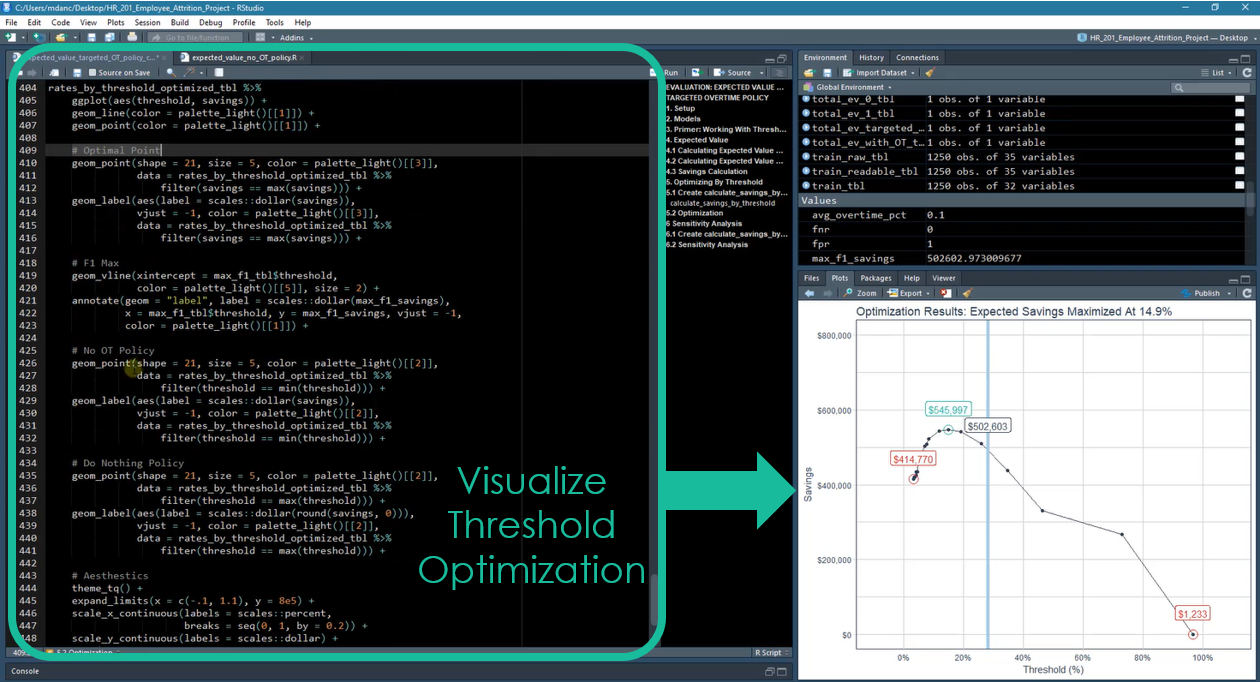 C:/Users/mdanc/Desktop/HR_201_Employee_Attrition_Project - RStudio
File Edit Code View Plots Session Build Debug Profile Tools Help
Go to file/function
Addins
HR_201_Employee_Attrition_Project — Desktop
expected_value_targeted_OT_policy_c...*
expected_value_no_OT_policy.R
Source on Save
Run
Source
404 rates_by_threshold_optimized_tbl %>%
405 ggplot(aes(threshold, savings)) +
406 geom_line(color = palette_light()[[1]]) +
407 geom_point(color = palette_light()[[1]]) +
408
409 # Optimal Point
410 geom_point(shape = 21, size = 5, color = palette_light()[[3]],
411 data = rates_by_threshold_optimized_tbl %>%
412 filter(savings == max(savings))) +
413 geom_label(aes(label = scales::dollar(savings)),
414 vjust = -1, color = palette_light()[[3]],
415 data = rates_by_threshold_optimized_tbl %>%
416 filter(savings == max(savings))) +
417
418 # F1 Max
419 geom_vline(xintercept = max_f1_tbl$threshold,
420 color = palette_light()[[5]], size = 2) +
421 annotate(geom = "label", label = scales::dollar(max_f1_savings),
422 x = max_f1_tbl$threshold, y = max_f1_savings, vjust = -1,
423 color = palette_light()[[1]]) +
424
425 # No OT Policy
426 geom_point(shape = 21, size = 5, color = palette_light()[[2]],
427 data = rates_by_threshold_optimized_tbl %>%
428 filter(threshold == min(threshold))) +
429 geom_label(aes(label = scales::dollar(savings)),
430 vjust = -1, color = palette_light()[[2]],
431 data = rates_by_threshold_optimized_tbl %>%
432 filter(threshold == min(threshold))) +
433
434 # Do Nothing Policy
435 geom_point(shape = 21, size = 5, color = palette_light()[[2]],
436 data = rates_by_threshold_optimized_tbl %>%
437 filter(threshold == max(threshold))) +
438 geom_label(aes(label = scales::dollar(round(savings, 0))),
439 vjust = -1, color = palette_light()[[2]],
440 data = rates_by_threshold_optimized_tbl %>%
441 filter(threshold == max(threshold))) +
442
443 # Aesthestics
444 theme_tq() +
445 expand_limits(x = c(-.1, 1.1), y = 8e5) +
446 scale_x_continuous(labels = scales::percent,
447 breaks = seq(0, 1, by = 0.2)) +
448 scale_y_continuous(labels = scales::dollar) +
5.2 Optimization
R Script
Console
Visualize
Threshold
Optimization
EVALUATION: EXPECTED VALUE ...
TARGETED OVERTIME POLICY
1. Setup
2. Models
3. Primer: Working With Thresh...
4. Expected Value
4.1 Calculating Expected Value ...
4.2 Calculating Expected Value ...
4.3 Savings Calculation
5. Optimizing By Threshold
5.1 Create calculate_savings_by...
calculate_savings_by_threshold
5.2 Optimization
6 Sensitivity Analysis
6.1 Create calculate_savings_by...
6.2 Sensitivity Analysis
Environment History Connections
Import Dataset
List
Global Environment
total_ev_0_tbl 1 obs. of 1 variable
total_ev_1_tbl 1 obs. of 1 variable
total_ev_targeted_... 1 obs. of 1 variable
total_ev_with_OT_t... 1 obs. of 1 variable
train_raw_tbl 1250 obs. of 35 variables
train_readable_tbl 1250 obs. of 35 variables
train_tbl 1250 obs. of 32 variables
Values
avg_overtime_pct 0.1
fnr 0
fpr 1
max_f1_savings 502602.973009677
Files Plots Packages Help Viewer
Zoom Export Publish
Optimization Results: Expected Savings Maximized At 14.9%
$800,000
$600,000
$400,000
$200,000
$0
Savings
$545,997
$502,603
$414,770
$1,233
0% 20% 40% 60% 80% 100%
Threshold (%)